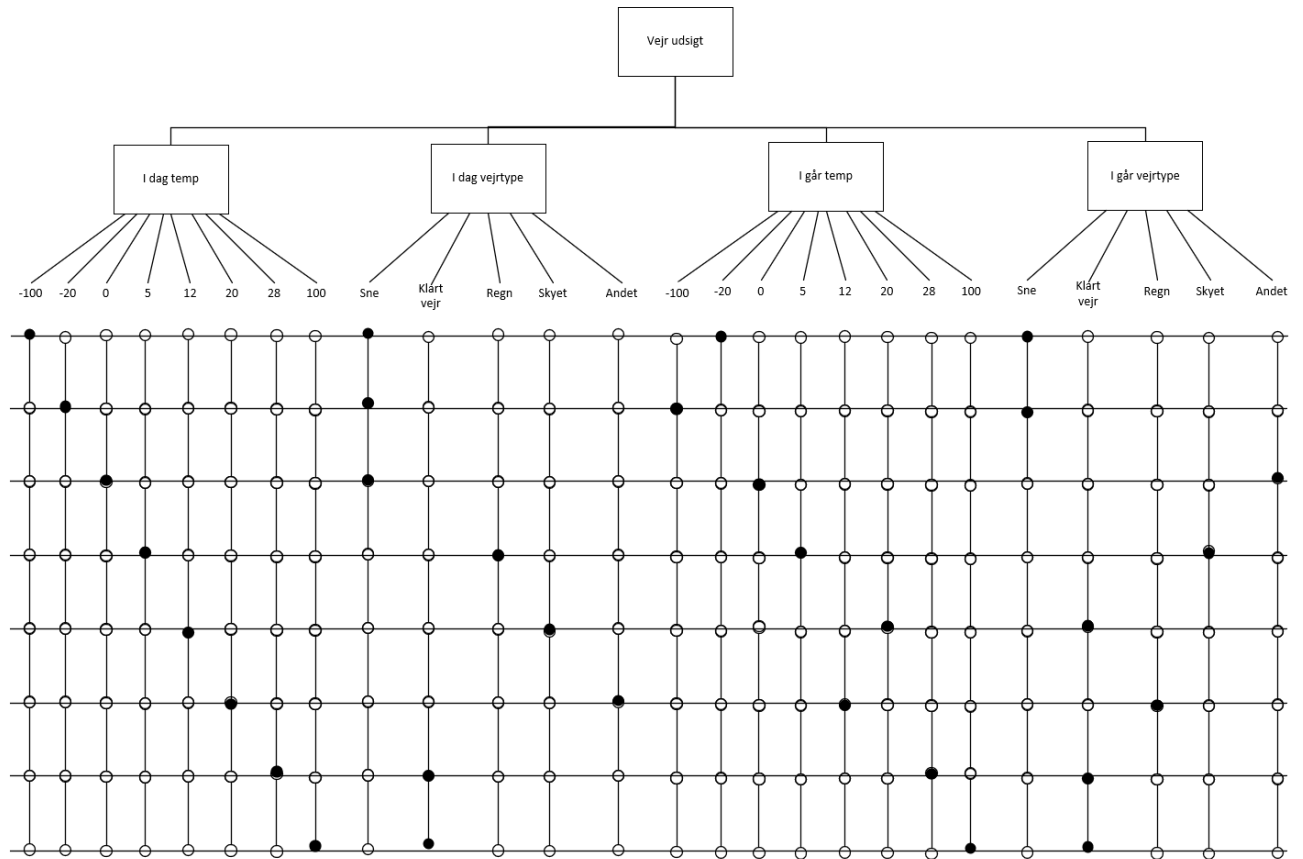 Vejr udsigt
I dag temp
I dag vejrtype
I går temp
I går vejrtype
-100 -20 0 5 12 20 28 100 Sne Klart vejr Regn Skyet Andet -100 -20 0 5 12 20 28 100 Sne Klart vejr Regn Skyet Andet